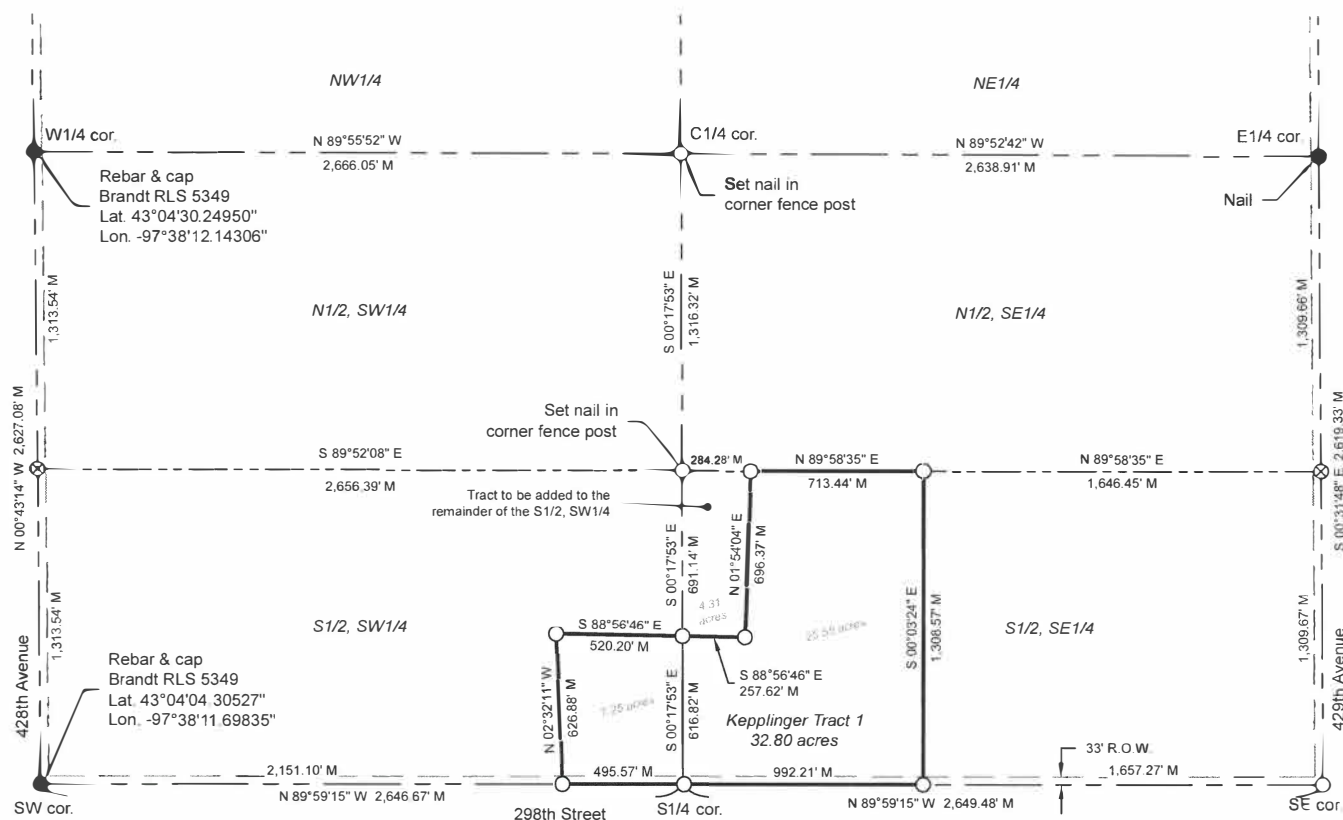 NW1/4
NE1/4
W1/4 cor.
N 89°55'52" W
2,666.05' M
C1/4 cor.
N 89°52'42" W
2,638.91' M
E1/4 cor.
Rebar & cap
Brandt RLS 5349
Lat. 43°04'30.24950"
Lon. -97°38'12.14306"
Set nail in
corner fence post
Nail
1,313.54' M
N1/2, SW1/4
S 00°17'53" E
1,316.32' M
N1/2, SE1/4
1,309.66' M
N 00°43'14" W 2,627.08' M
S 00°31'48" E 2,619.33' M
Set nail in
corner fence post
S 89°52'08" E
2,656.39' M
284.28' M
N 89°58'35" E
713.44' M
N 89°58'35" E
1,646.45' M
Tract to be added to the
remainder of the S1/2, SW1/4
S 00°17'53" E
691.14' M
N 01°54'04" E
696.37' M
4.31
acres
25.55 acres
S 00°03'24" E
1,308.57' M
S1/2, SW1/4
1,313.54' M
S 88°56'46" E
520.20' M
S1/2, SE1/4
1,309.67' M
428th Avenue
429th Avenue
Rebar & cap
Brandt RLS 5349
Lat. 43°04'04.30527"
Lon. -97°38'11.69835"
N 02°32'11" W
626.88' M
7.25 acres
S 00°17'53" E
616.82' M
S 88°56'46" E
257.62' M
Kepplinger Tract 1
32.80 acres
33' R.O.W.
2,151.10' M
495.57' M
992.21' M
1,657.27' M
SW cor.
N 89°59'15" W 2,646.67' M
298th Street
S1/4 cor.
N 89°59'15" W 2,649.48' M
SE cor.